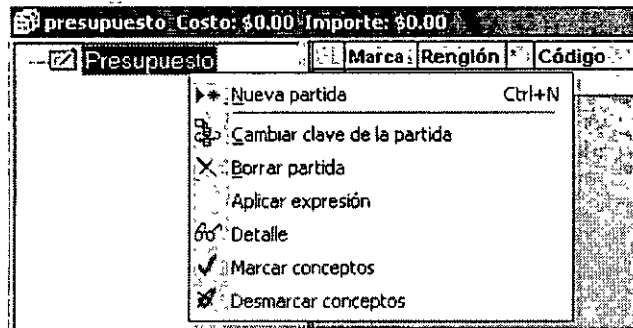 presupuesto Costo: $0.00 Importe: $0.00
Presupuesto Marca Renglón * Código
Nueva partida Ctrl+N
Cambiar clave de la partida
Borrar partida
Aplicar expresión
Detalle
Marcar conceptos
Desmarcar conceptos